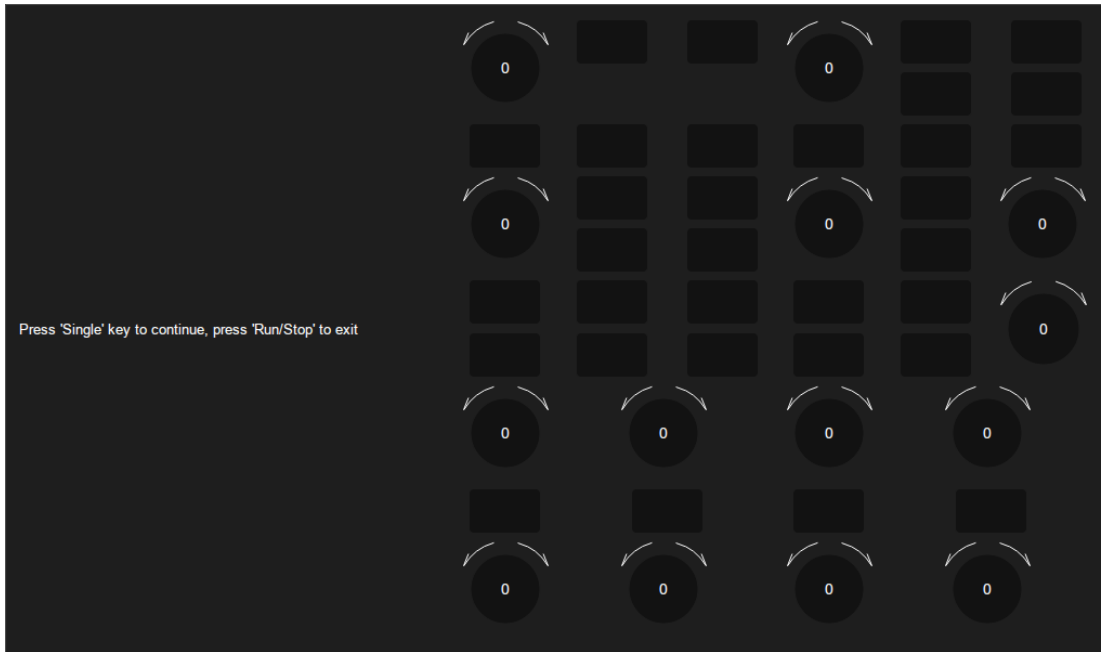 0 0
0 0 0
Press 'Single' key to continue, press 'Run/Stop' to exit
0
0 0 0 0
0 0 0 0